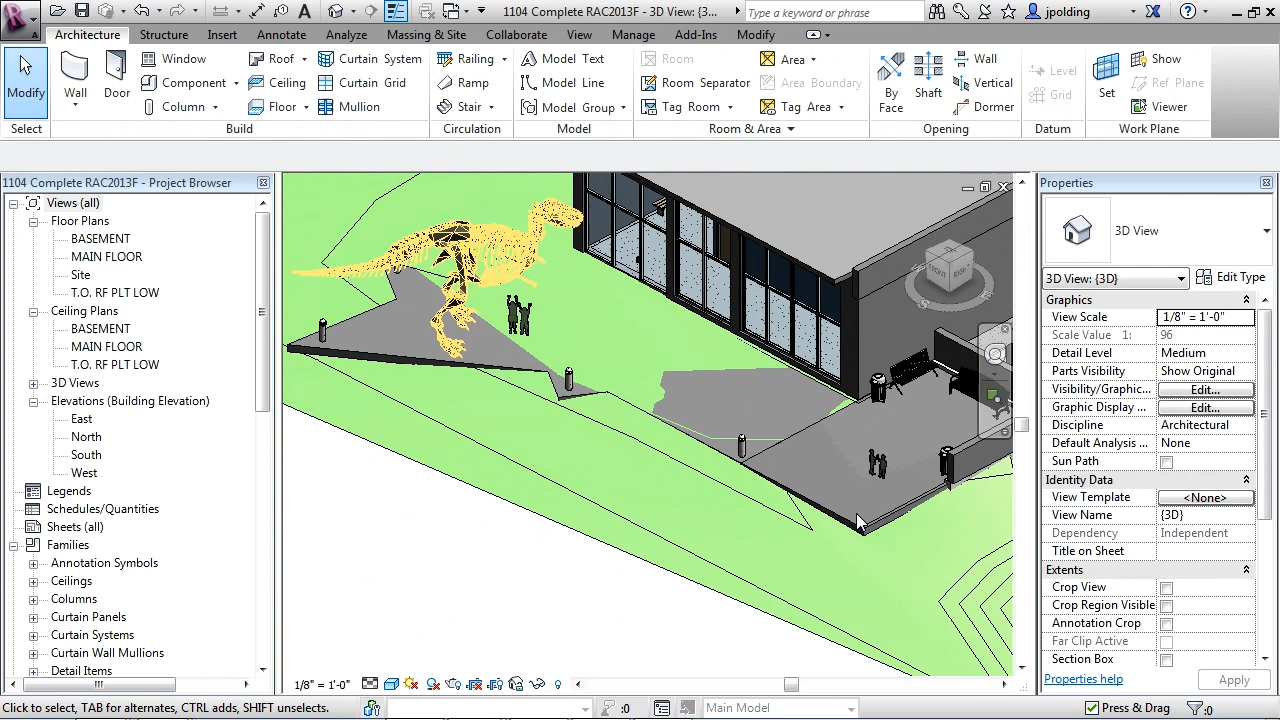 1104 Complete RAC2013F - 3D View: {3...
Type a keyword or phrase
jpolding
Architecture Structure Insert Annotate Analyze Massing & Site Collaborate View Manage Add-Ins Modify
Modify
Wall
Door
Window
Component
Column
Roof
Ceiling
Floor
Curtain System
Curtain Grid
Mullion
Railing
Ramp
Stair
Model Text
Model Line
Model Group
Room
Room Separator
Tag Room
Area
Area Boundary
Tag Area
By Face
Shaft
Wall
Vertical
Dormer
Level
Grid
Set
Show
Ref Plane
Viewer
Select Build Circulation Model Room & Area Opening Datum Work Plane
1104 Complete RAC2013F - Project Browser
Views (all)
Floor Plans
BASEMENT
MAIN FLOOR
Site
T.O. RF PLT LOW
Ceiling Plans
BASEMENT
MAIN FLOOR
T.O. RF PLT LOW
3D Views
Elevations (Building Elevation)
East
North
South
West
Legends
Schedules/Quantities
Sheets (all)
Families
Annotation Symbols
Ceilings
Columns
Curtain Panels
Curtain Systems
Curtain Wall Mullions
Detail Items
FRONT
RIGHT
S
E
Properties
3D View
3D View: {3D}
Edit Type
Graphics
View Scale 1/8" = 1'-0"
Scale Value 1: 96
Detail Level Medium
Parts Visibility Show Original
Visibility/Graphic... Edit...
Graphic Display ... Edit...
Discipline Architectural
Default Analysis ... None
Sun Path
Identity Data
View Template <None>
View Name {3D}
Dependency Independent
Title on Sheet
Extents
Crop View
Crop Region Visible
Annotation Crop
Far Clip Active
Section Box
Properties help
Apply
1/8" = 1'-0"
Click to select, TAB for alternates, CTRL adds, SHIFT unselects.
:0
Main Model
Press & Drag
:0